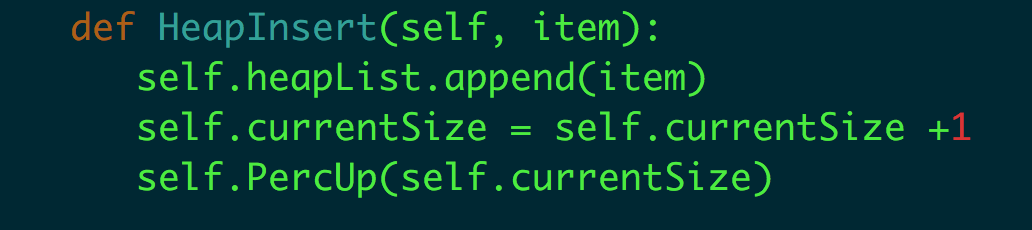 def HeapInsert(self, item):
self.heapList.append(item)
self.currentSize = self.currentSize +1
self.PercUp(self.currentSize)